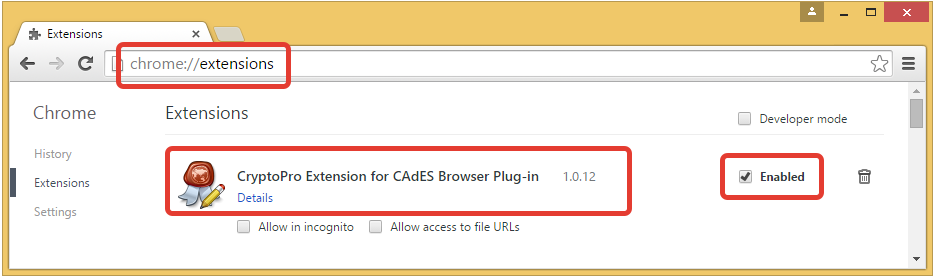 Extensions
chrome://extensions
Chrome
Extensions
Developer mode
History
Extensions
Settings
CryptoPro Extension for CAdES Browser Plug-in 1.0.12
Enabled
Details
Allow in incognito Allow access to file URLs